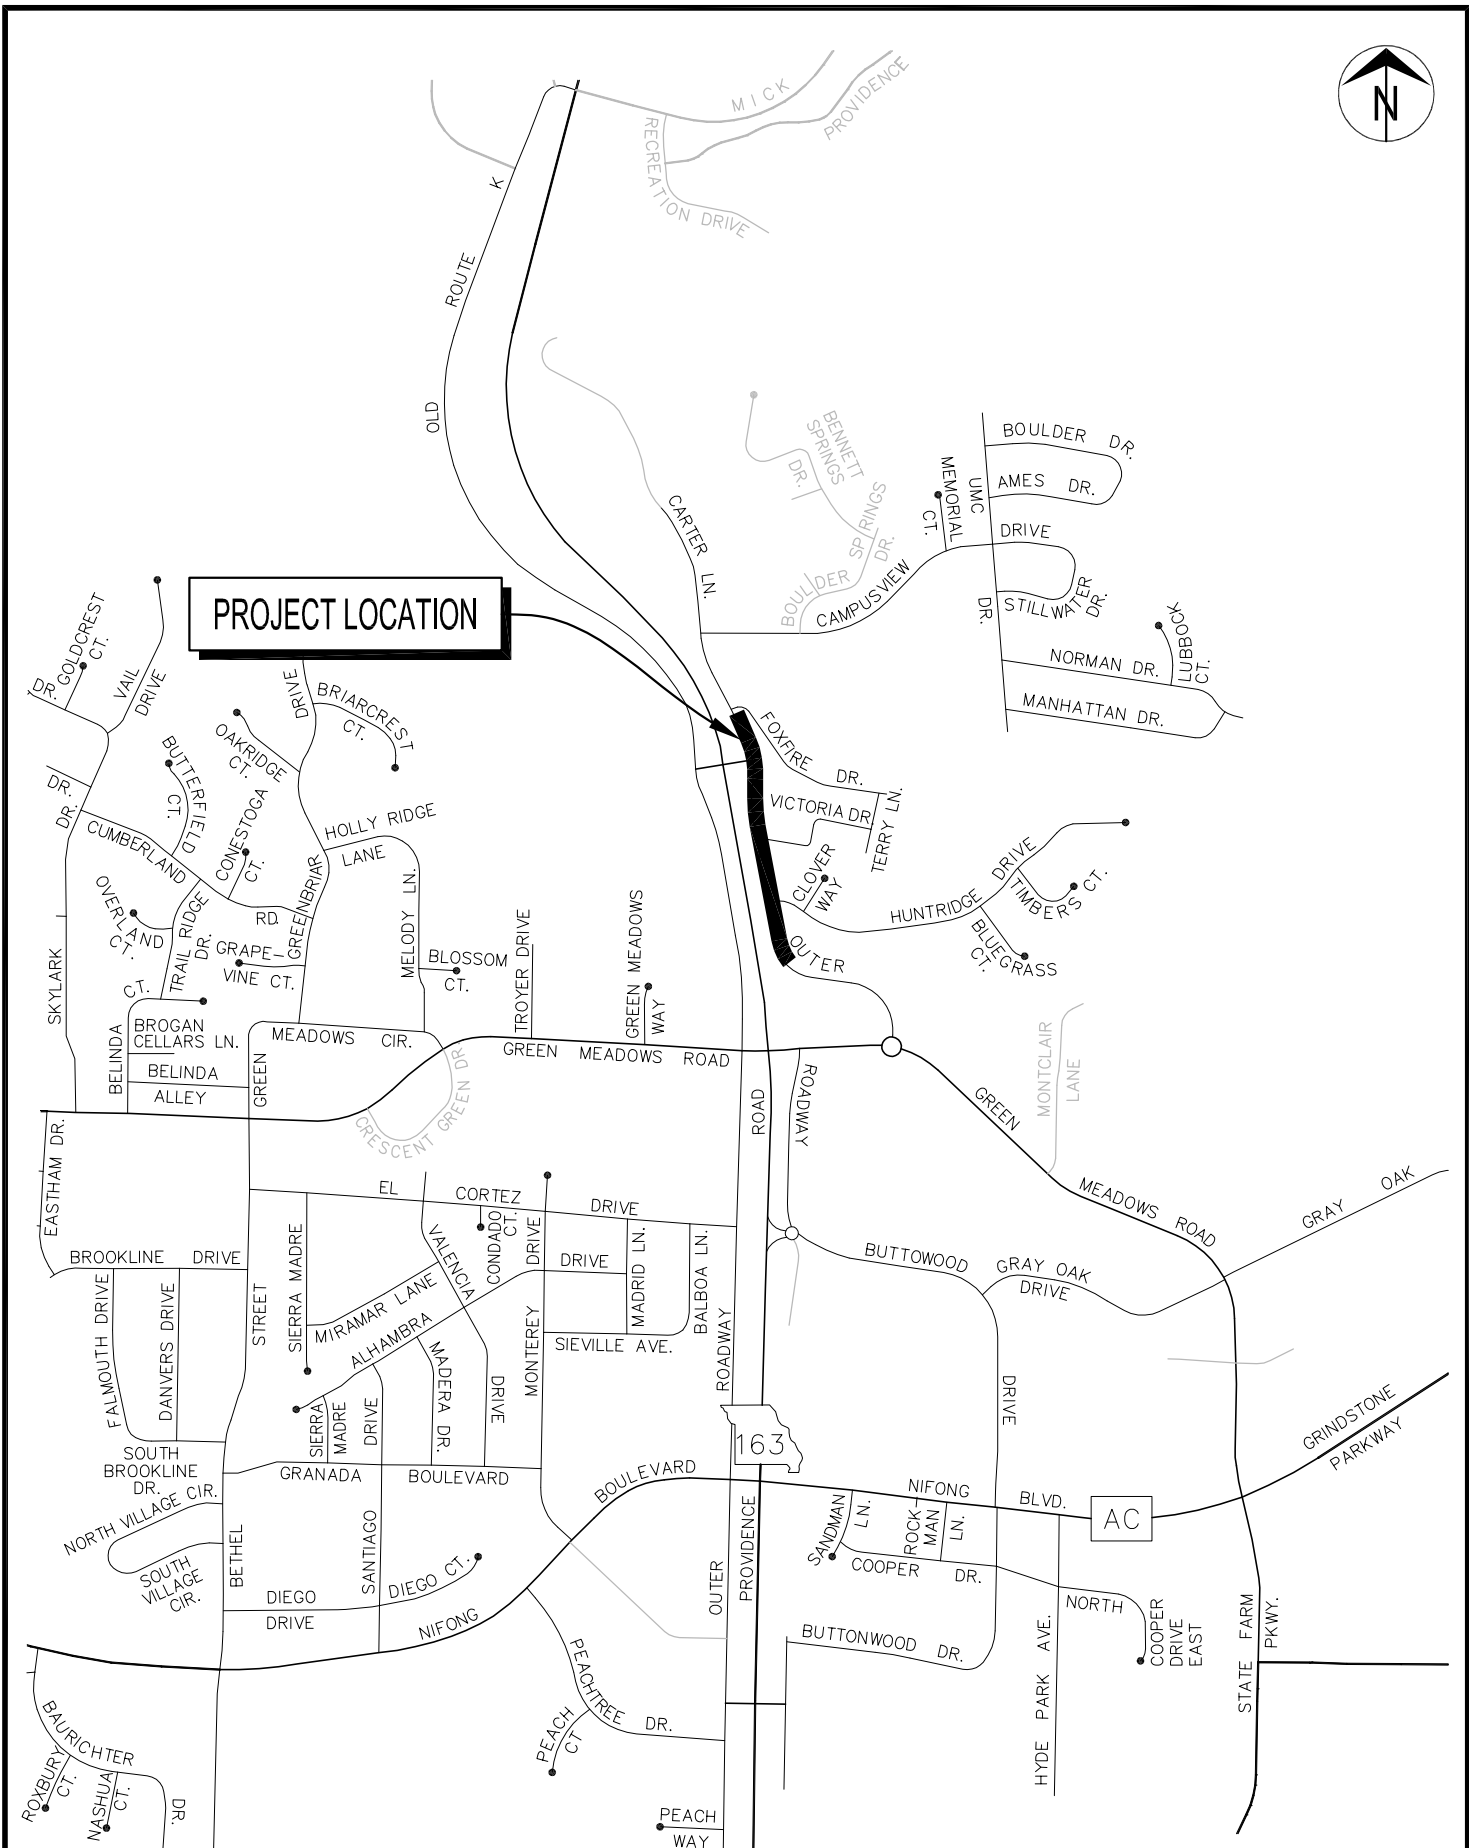 N
MICK
PROVIDENCE
RECREATION DRIVE
K
ROUTE
OLD
CARTER LN.
BENNETT
SPRINGS
DR.
BOULDER SPRINGS
DR.
CAMPUSVIEW
DRIVE
MEMORIAL
CT.
UMC
DR.
BOULDER DR.
AMES DR.
STILLWATER
DR.
NORMAN DR.
LUBBOCK
CT.
MANHATTAN DR.
PROJECT LOCATION
GOLDCREST
CT.
DR.
VAIL
DRIVE
DRIVE
BRIARCREST
CT.
OAKRIDGE
CT.
BUTTERFIELD
CT.
CONESTOGA
CT.
DR.
DR.
CUMBERLAND
RD.
HOLLY RIDGE
LANE
GREENBRIAR
MELODY LN.
OVERLAND
CT.
TRAIL RIDGE
DR.
GRAPE-
VINE CT.
BLOSSOM
CT.
SKYLARK
CT.
BROGAN
CELLARS LN.
BELINDA
BELINDA
ALLEY
GREEN
MEADOWS CIR.
TROYER DRIVE
GREEN MEADOWS
WAY
GREEN MEADOWS ROAD
CRESCENT GREEN DR
FOXFIRE DR.
VICTORIA DR.
TERRY LN.
CLOVER
WAY
HUNTRIDGE DRIVE
TIMBERS CT.
BLUEGRASS
CT.
OUTER
ROADWAY
ROAD
MONTCLAIR
LANE
GREEN
MEADOWS ROAD
GRAY OAK
EASTHAM DR.
EL CORTEZ DRIVE
BROOKLINE DRIVE
FALMOUTH DRIVE
DANVERS DRIVE
STREET
SIERRA MADRE
MIRAMAR LANE
ALHAMBRA
DRIVE
VALENCIA
DRIVE
CONDADO
CT.
MONTEREY
DRIVE
MADRID LN.
BALBOA LN.
SIEVILLE AVE.
ROADWAY
BUTTOWOOD
DRIVE
GRAY OAK
DRIVE
MADERA DR.
SIERRA
MADRE
DRIVE
SOUTH
BROOKLINE
DR.
GRANADA BOULEVARD
NORTH VILLAGE CIR.
SOUTH
VILLAGE
CIR.
BETHEL
SANTIAGO
DIEGO
DRIVE
DIEGO CT.
NIFONG
BOULEVARD
163
NIFONG BLVD.
AC
GRINDSTONE
PARKWAY
OUTER
PROVIDENCE
SANDMAN
LN.
ROCK-
MAN
LN.
COOPER DR.
NORTH
COOPER
DRIVE
EAST
BUTTONWOOD DR.
HYDE PARK AVE.
STATE FARM
PKWY.
PEACHTREE DR.
PEACH
CT
BAURICHTER
DR.
ROXBURY
CT.
NASHUA
CT.
PEACH
WAY